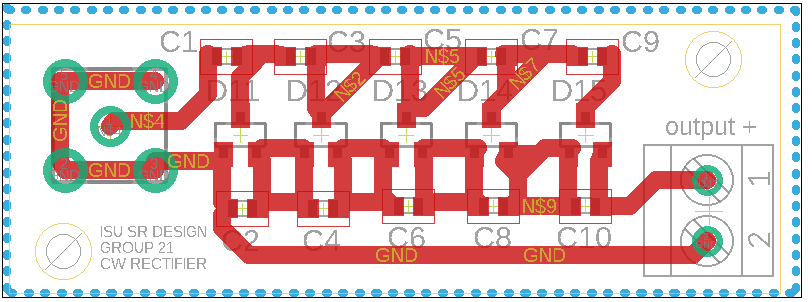 C1
C3
C5
C7
C9
N$5
GND
D11
D12
D13
D14
D15
N$2
N$5
N$7
GND
N$4
output +
GND
GND
1
N$9
C2
C4
C6
C8
C10
2
ISU SR DESIGN
GROUP 21
CW RECTIFIER
GND
GND